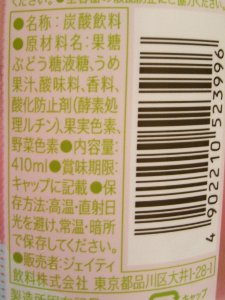 ●名称:炭酸飲料
●原材料名:果糖
ぶどう糖液糖、うめ
果汁、酸味料、香料、
酸化防止剤(酵素処
理ルチン)、果実色素、
野菜色素●内容量:
410ml●賞味期限:
キャップに記載●保
存方法:高温・直射日
光を避け、常温・暗所
で保存してください。
●販売者:ジェイティ
飲料株式会社 東京都品川区大井1-28-1
4902210523996